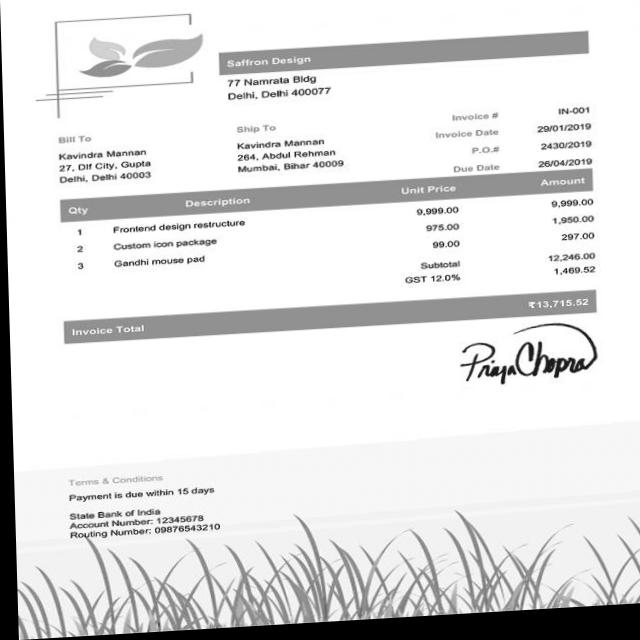 Saffron Design
77 Namrata Bldg
Delhi, Delhi 400077
Bill To
Kavindra Mannan
27, Dlf City, Gupta
Delhi, Delhi 40003
Ship To
Kavindra Mannan
264, Abdul Rehman
Mumbai, Bihar 40009
Invoice # IN-001
Invoice Date 29/01/2019
P.O.# 2430/2019
Due Date 26/04/2019
Qty Description Unit Price Amount
1 Frontend design restructure 9,999.00 9,999.00
2 Custom icon package 975.00 1,950.00
3 Gandhi mouse pad 99.00 297.00
Subtotal 12,246.00
GST 12.0% 1,469.52
Invoice Total ₹13,715.52
Priya Chopra
Terms & Conditions
Payment is due within 15 days
State Bank of India
Account Number: 12345678
Routing Number: 09876543210